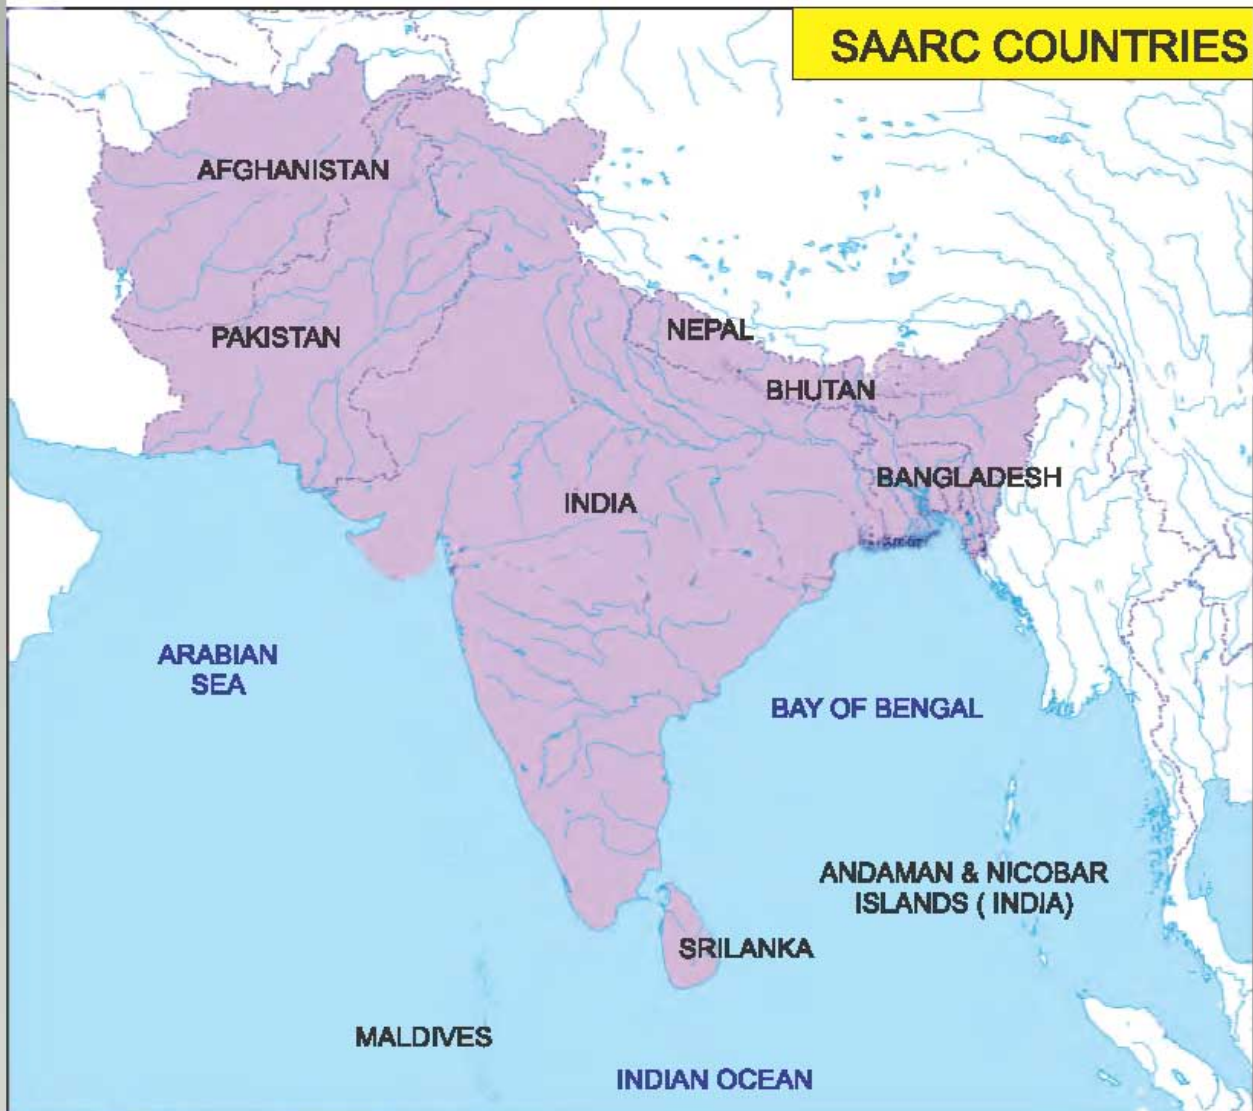 SAARC COUNTRIES
AFGHANISTAN
PAKISTAN
NEPAL
BHUTAN
BANGLADESH
INDIA
ARABIAN
SEA
BAY OF BENGAL
ANDAMAN & NICOBAR
ISLANDS ( INDIA)
SRILANKA
MALDIVES
INDIAN OCEAN